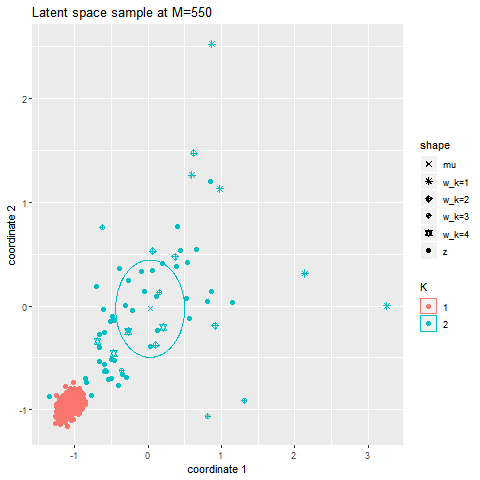 Latent space sample at M=550
coordinate 2
2
1
0
-1
-1
0
1
2
3
coordinate 1
shape
mu
w_k=1
w_k=2
w_k=3
w_k=4
z
K
1
2